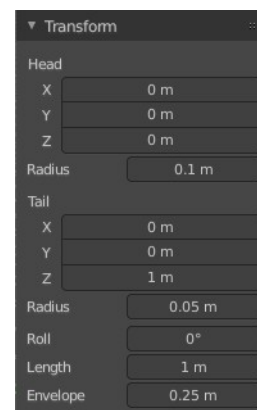 Transform
Head
X 0 m
Y 0 m
Z 0 m
Radius 0.1 m
Tail
X 0 m
Y 0 m
Z 1 m
Radius 0.05 m
Roll 0°
Length 1 m
Envelope 0.25 m